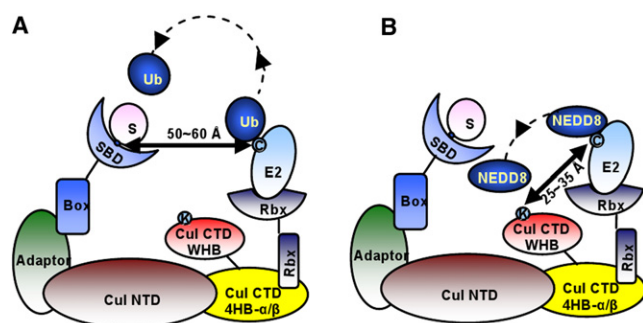 A
Ub
Ub
S
50~60 Å
SBD
C
E2
Box
Rbx
K
Cul CTD
WHB
Adaptor
Rbx
Cul NTD
Cul CTD
4HB-α/β
B
S
NEDD8
C
SBD
NEDD8
E2
25~35 Å
Box
Rbx
K
Cul CTD
WHB
Adaptor
Rbx
Cul NTD
Cul CTD
4HB-α/β